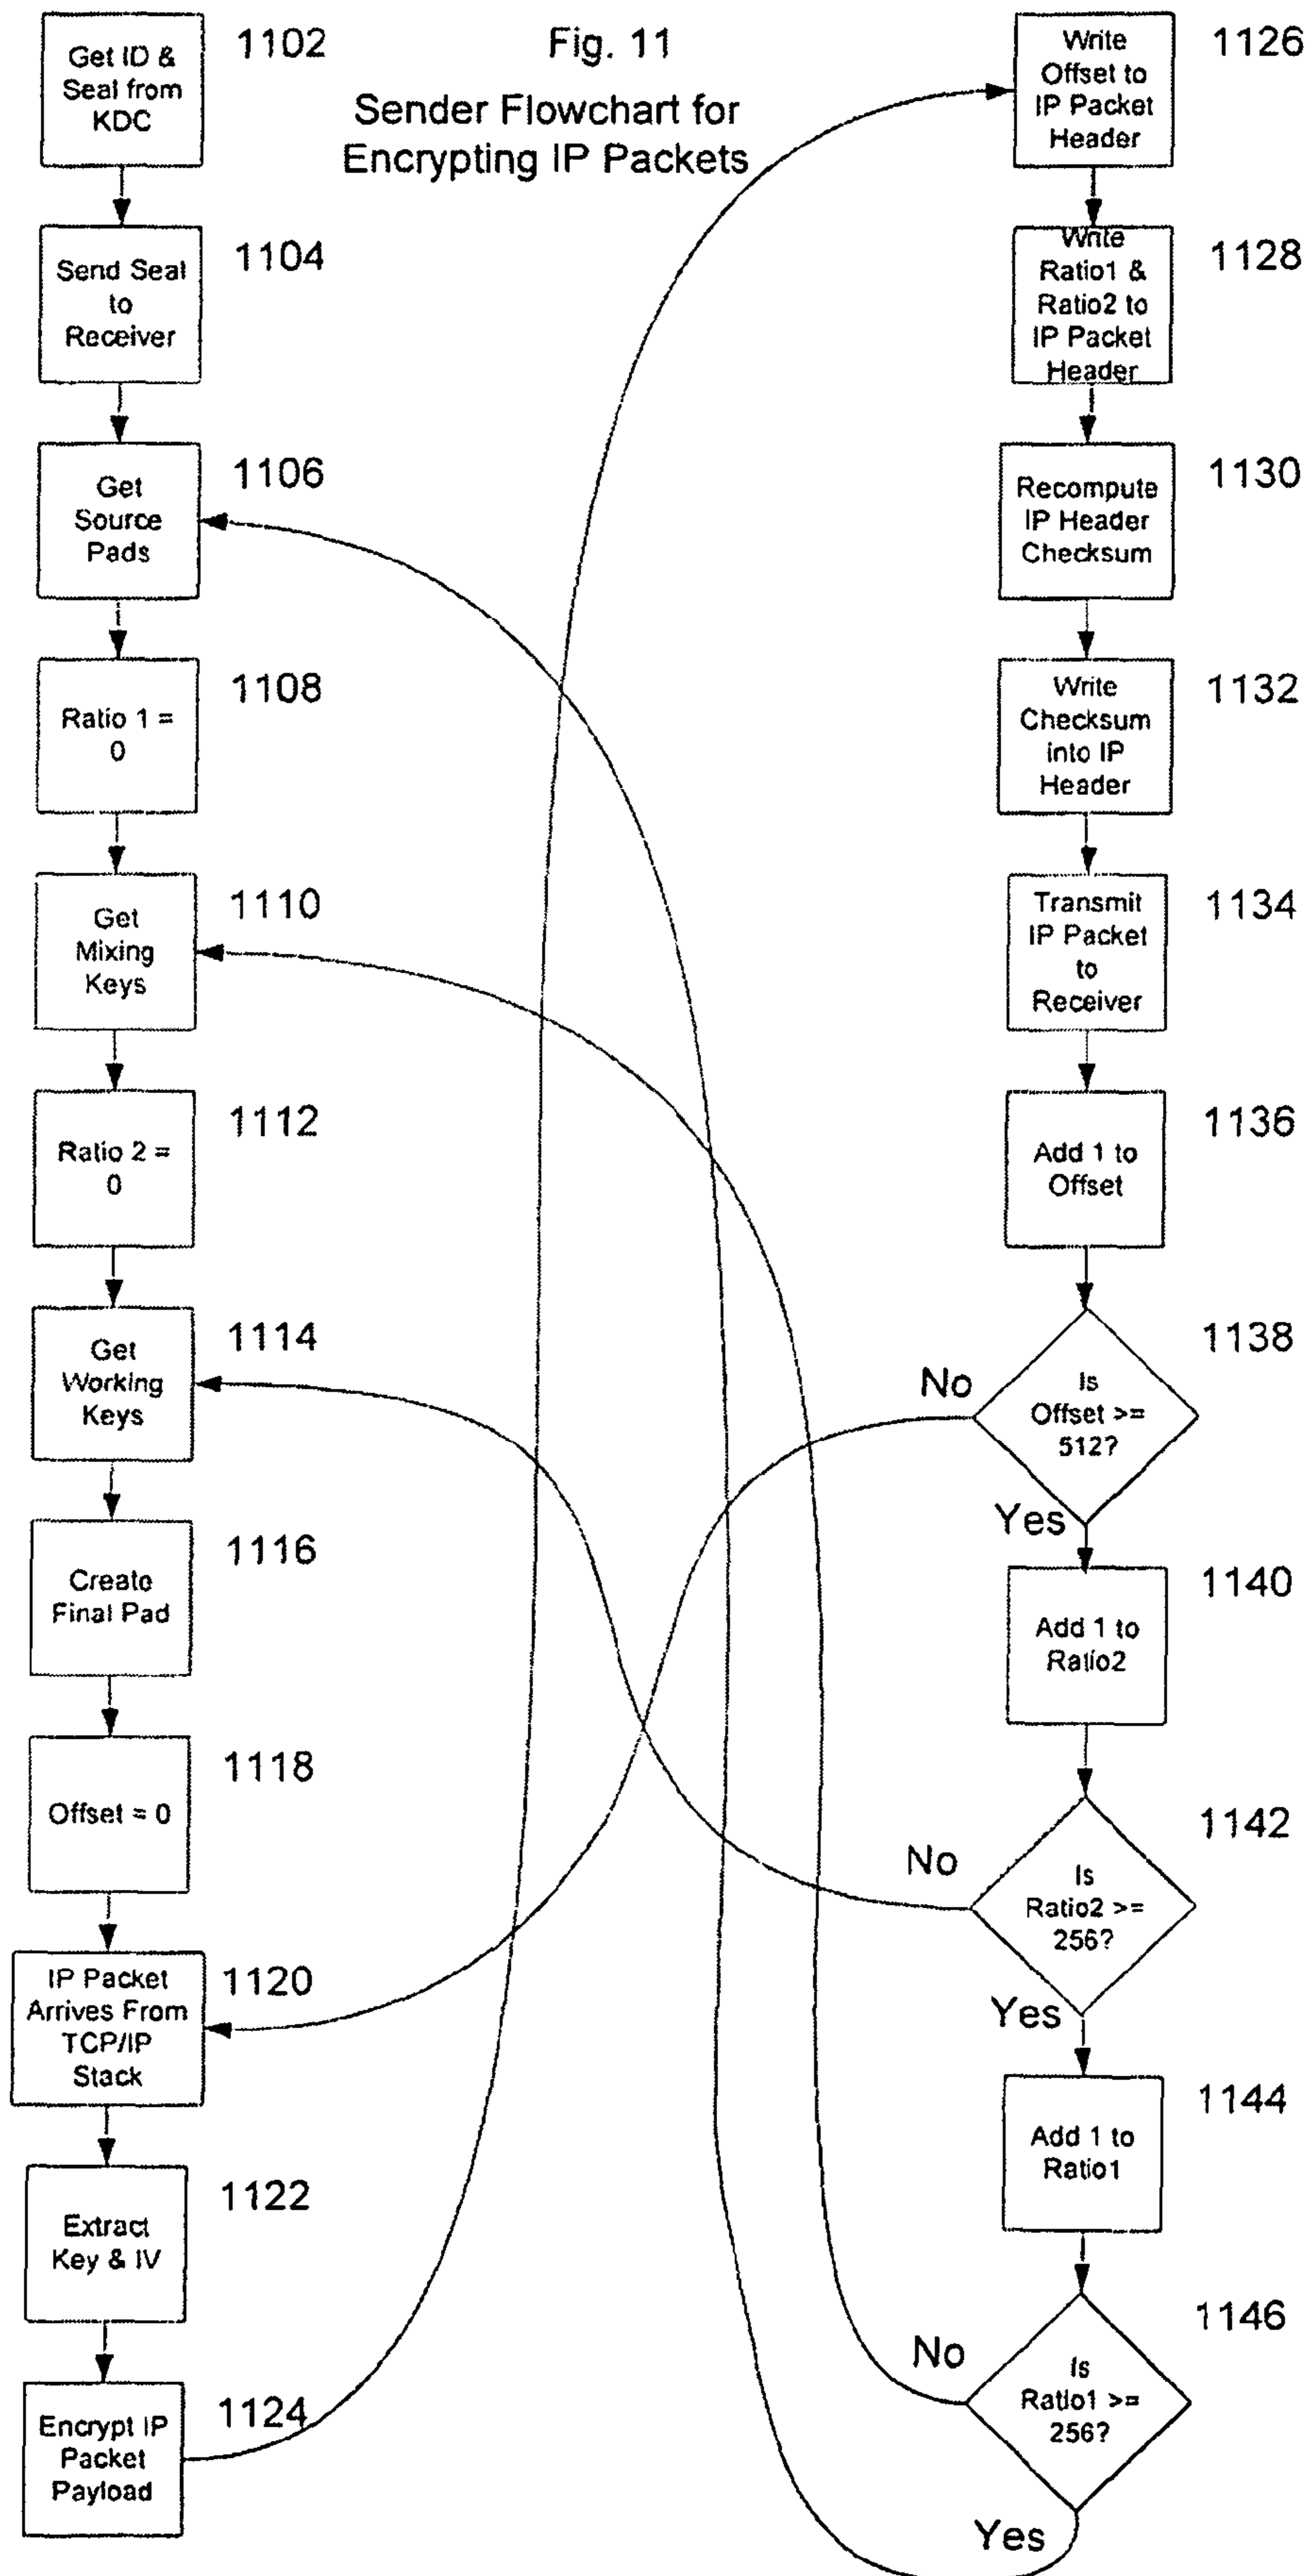 Fig. 11
Sender Flowchart for
Encrypting IP Packets
Get ID &
Seal from
KDC
1102
Send Seal
to
Receiver
1104
Get
Source
Pads
1106
Ratio 1 =
0
1108
Get
Mixing
Keys
1110
Ratio 2 =
0
1112
Get
Working
Keys
1114
Create
Final Pad
1116
Offset = 0
1118
IP Packet
Arrives From
TCP/IP
Stack
1120
Extract
Key & IV
1122
Encrypt IP
Packet
Payload
1124
Write
Offset to
IP Packet
Header
1126
Write
Ratio1 &
Ratio2 to
IP Packet
Header
1128
Recompute
IP Header
Checksum
1130
Write
Checksum
into IP
Header
1132
Transmit
IP Packet
to
Receiver
1134
Add 1 to
Offset
1136
Is
Offset >=
512?
1138
No
Yes
Add 1 to
Ratio2
1140
Is
Ratio2 >=
256?
1142
No
Yes
Add 1 to
Ratio1
1144
Is
Ratio1 >=
256?
1146
No
Yes